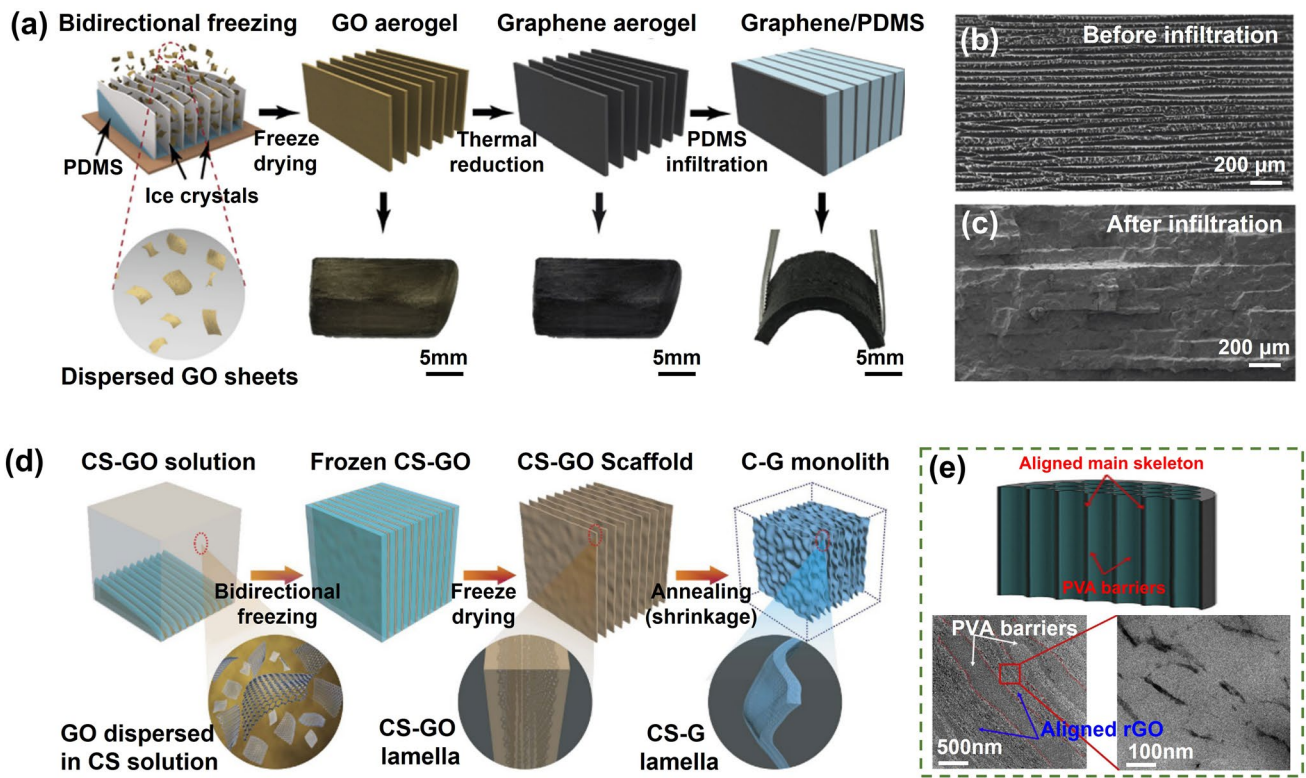 (a)
Bidirectional freezing
GO aerogel
Graphene aerogel
Graphene/PDMS
PDMS
Ice crystals
Freeze
drying
Thermal
reduction
PDMS
infiltration
Dispersed GO sheets
5mm
5mm
5mm
(b)
Before infiltration
200 μm
(c)
After infiltration
200 μm
(d)
CS-GO solution
Frozen CS-GO
CS-GO Scaffold
C-G monolith
Bidirectional
freezing
Freeze
drying
Annealing
(shrinkage)
GO dispersed
in CS solution
CS-GO
lamella
CS-G
lamella
(e)
Aligned main skeleton
PVA barriers
PVA barriers
Aligned rGO
500nm
100nm